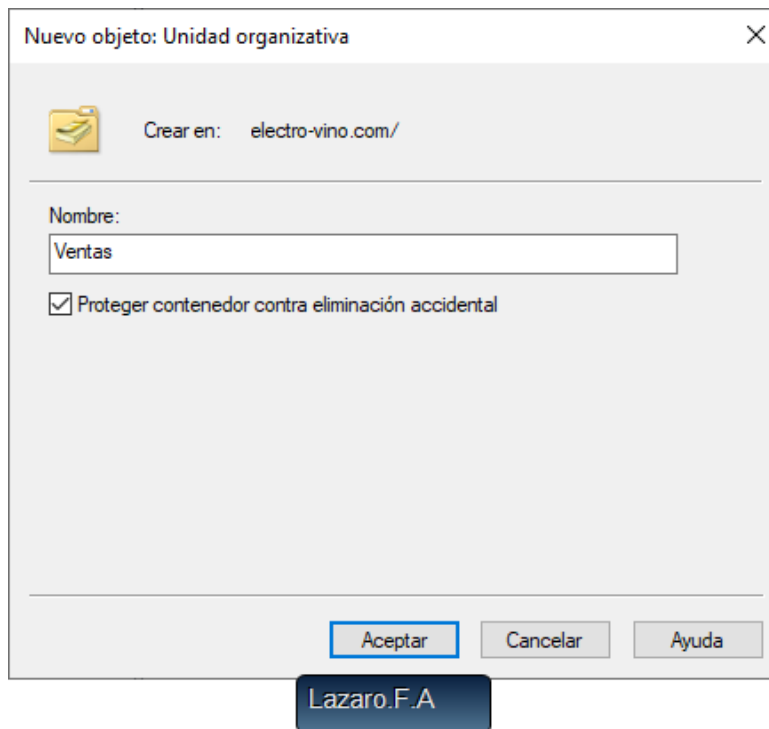 Nuevo objeto: Unidad organizativa
Crear en: electro-vino.com/
Nombre:
Ventas
Proteger contenedor contra eliminación accidental
Aceptar Cancelar Ayuda
Lazaro.F.A